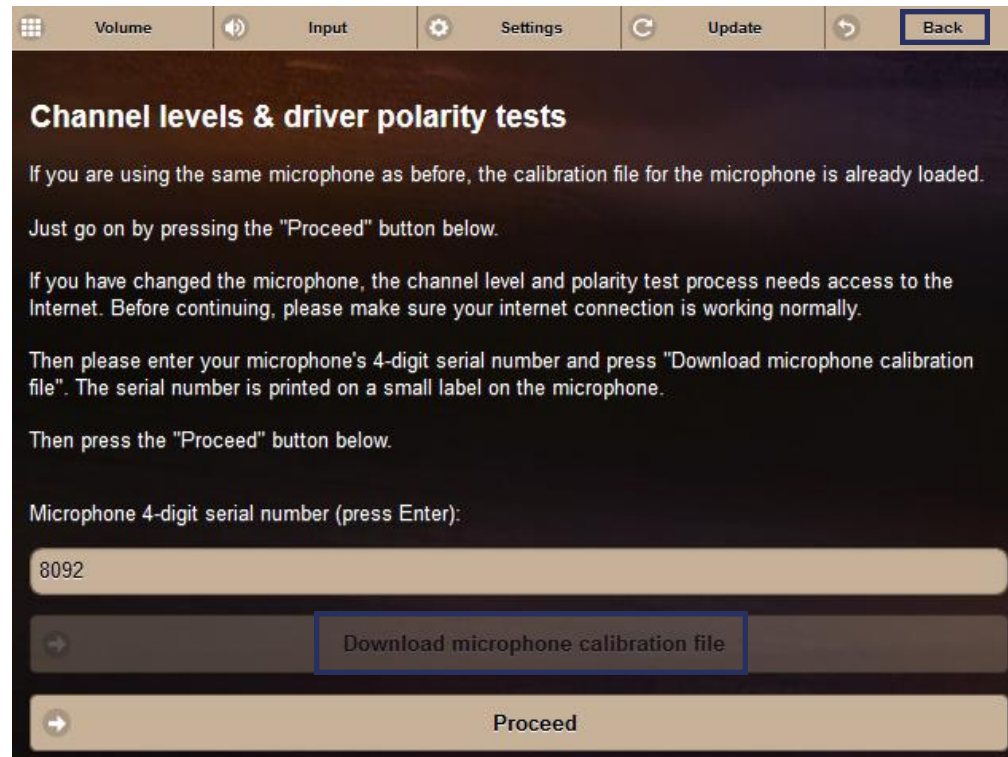 Volume Input Settings Update Back
Channel levels & driver polarity tests
If you are using the same microphone as before, the calibration file for the microphone is already loaded.
Just go on by pressing the "Proceed" button below.
If you have changed the microphone, the channel level and polarity test process needs access to the
Internet. Before continuing, please make sure your internet connection is working normally.
Then please enter your microphone's 4-digit serial number and press "Download microphone calibration
file". The serial number is printed on a small label on the microphone.
Then press the "Proceed" button below.
Microphone 4-digit serial number (press Enter):
8092
Download microphone calibration file
Proceed